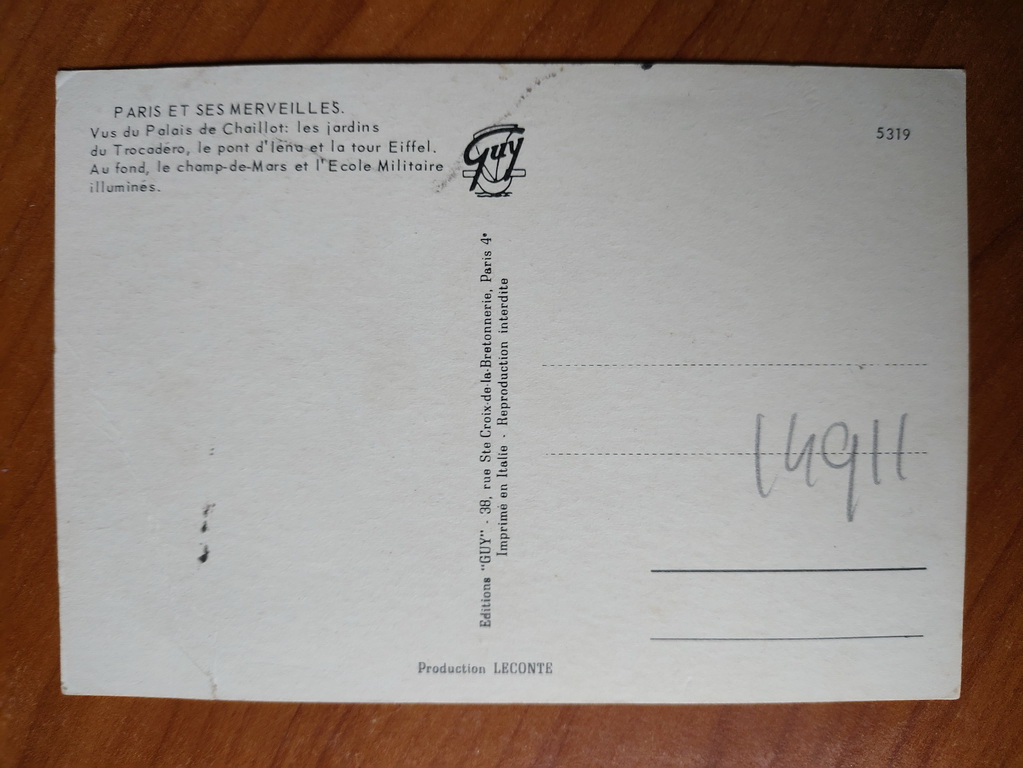 PARIS ET SES MERVEILLES.
Vus du Palais de Chaillot: les jardins
du Trocadéro, le pont d'Iéna et la tour Eiffel.
Au fond, le champ-de-Mars et l'Ecole Militaire
illuminés.
Guy
5319
Editions "GUY" - 38, rue Ste Croix-de-la-Bretonnerie, Paris 4e
Imprimé en Italie - Reproduction interdite
14911
Production LECONTE